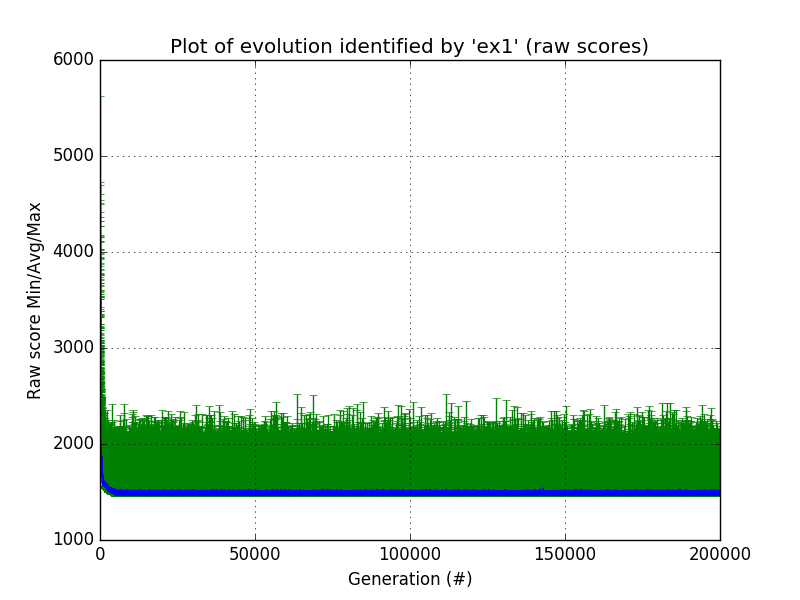 Plot of evolution identified by 'ex1' (raw scores)
6000
5000
4000
3000
2000
1000
Raw score Min/Avg/Max
0 50000 100000 150000 200000
Generation (#)